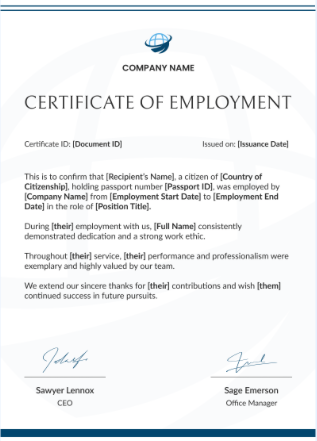 COMPANY NAME
CERTIFICATE OF EMPLOYMENT
Certificate ID: [Document ID] Issued on: [Issuance Date]
This is to confirm that [Recipient's Name], a citizen of [Country of
Citizenship], holding passport number [Passport ID], was employed by
[Company Name] from [Employment Start Date] to [Employment End
Date] in the role of [Position Title].
During [their] employment with us, [Full Name] consistently
demonstrated dedication and a strong work ethic.
Throughout [their] service, [their] performance and professionalism were
exemplary and highly valued by our team.
We extend our sincere thanks for [their] contributions and wish [them]
continued success in future pursuits.
Sawyer Lennox Sage Emerson
CEO Office Manager